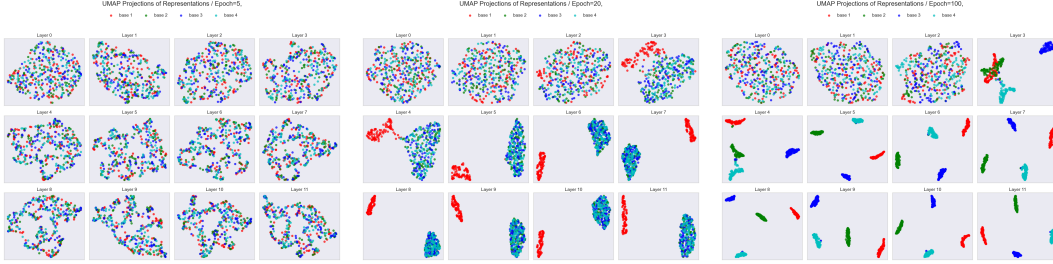 UMAP Projections of Representations / Epoch=5,
base 1 base 2 base 3 base 4
Layer 0 Layer 1 Layer 2 Layer 3
Layer 4 Layer 5 Layer 6 Layer 7
Layer 8 Layer 9 Layer 10 Layer 11
UMAP Projections of Representations / Epoch=20,
base 1 base 2 base 3 base 4
Layer 0 Layer 1 Layer 2 Layer 3
Layer 4 Layer 5 Layer 6 Layer 7
Layer 8 Layer 9 Layer 10 Layer 11
UMAP Projections of Representations / Epoch=100,
base 1 base 2 base 3 base 4
Layer 0 Layer 1 Layer 2 Layer 3
Layer 4 Layer 5 Layer 6 Layer 7
Layer 8 Layer 9 Layer 10 Layer 11